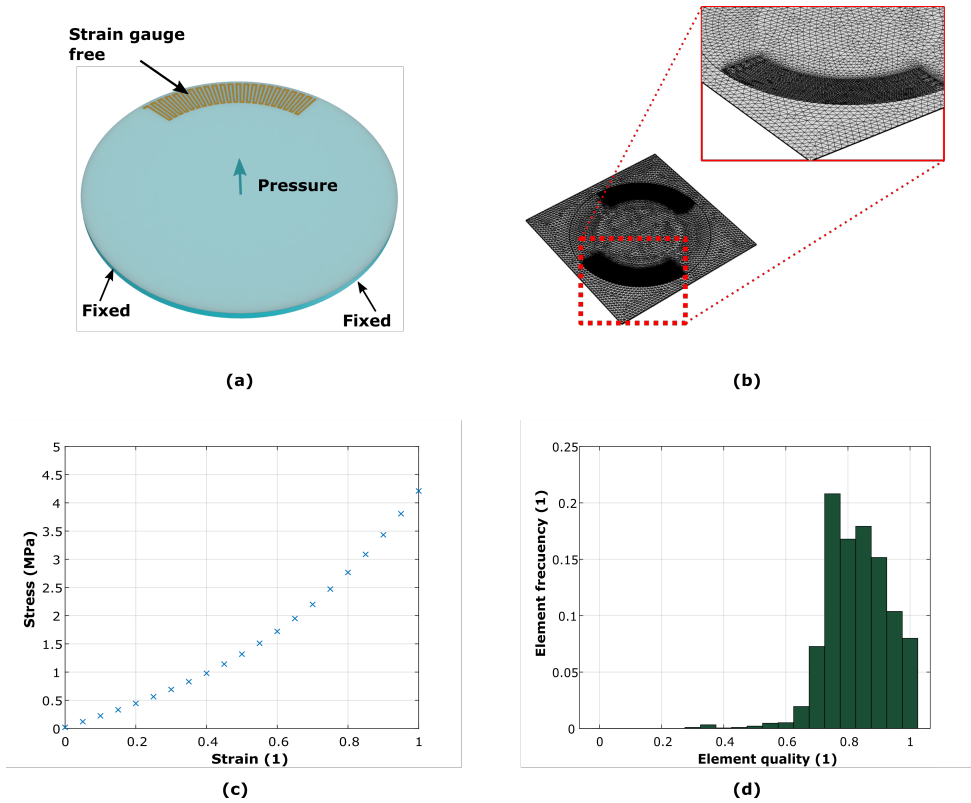 Strain gauge
free
Pressure
Fixed
Fixed
(a)
(b)
5
4.5
4
3.5
3
2.5
2
1.5
1
0.5
0
Stress (MPa)
0 0.2 0.4 0.6 0.8 1
Strain (1)
(c)
0.25
0.2
0.15
0.1
0.05
0
Element frecuency (1)
0 0.2 0.4 0.6 0.8 1
Element quality (1)
(d)